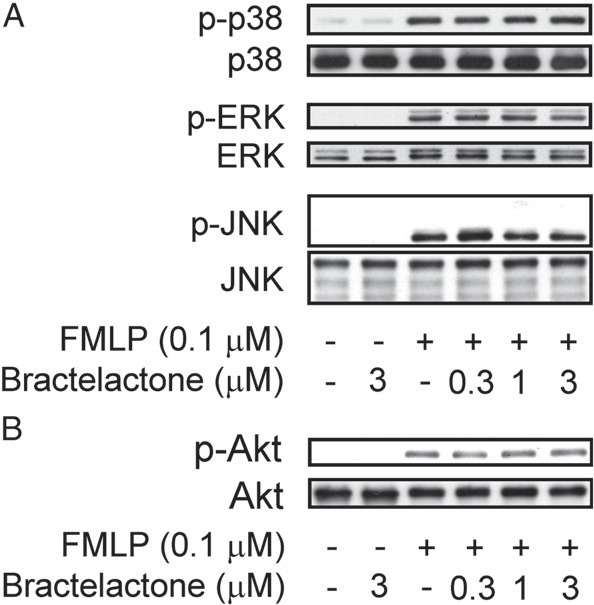 A
p-p38
p38
p-ERK
ERK
p-JNK
JNK
FMLP (0.1 μM) - - + + + +
Bractelactone (μM) - 3 - 0.3 1 3
B
p-Akt
Akt
FMLP (0.1 μM) - - + + + +
Bractelactone (μM) - 3 - 0.3 1 3